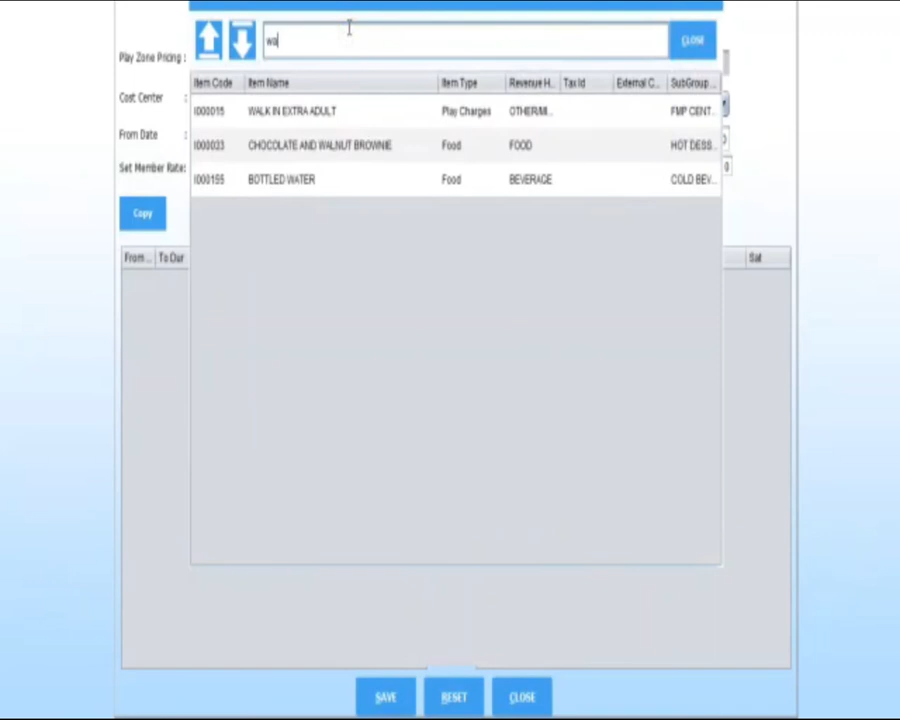 wa
CLOSE
Play Zone Pricing :
Item Code Item Name Item Type Revenue H... Tax Id External C... SubGroup ...
Cost Center :
I000015 WALK IN EXTRA ADULT Play Charges OTHER/MI... FMP CENT...
From Date :
I000033 CHOCOLATE AND WALNUT BROWNIE Food FOOD HOT DESS...
Set Member Rate: 0
I000155 BOTTLED WATER Food BEVERAGE COLD BEV...
Copy
From ... To Dur Sat
SAVE RESET CLOSE